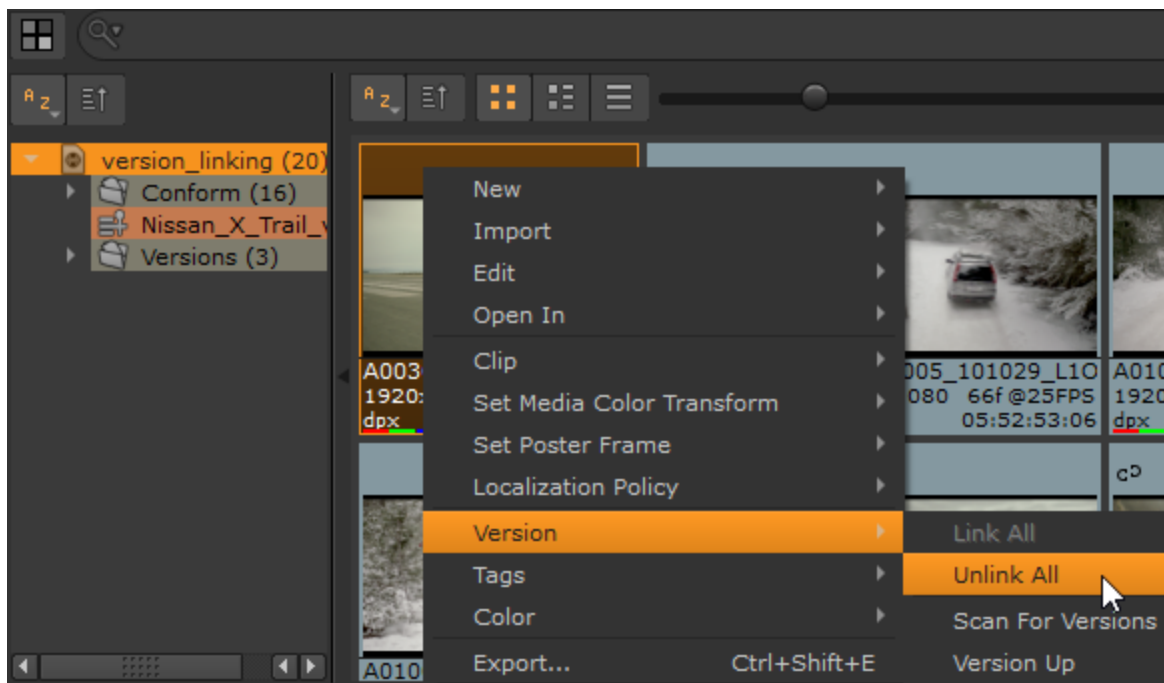 A Z
A Z
version_linking (20)
Conform (16)
Nissan_X_Trail_
Versions (3)
New
Import
Edit
Open In
Clip
Set Media Color Transform
Set Poster Frame
Localization Policy
Version
Tags
Color
Export... Ctrl+Shift+E
Link All
Unlink All
Scan For Versions
Version Up
A003
1920
dpx
005_101029_L1O
080 66f@25FPS
05:52:53:06
A010
1920
dpx
A010